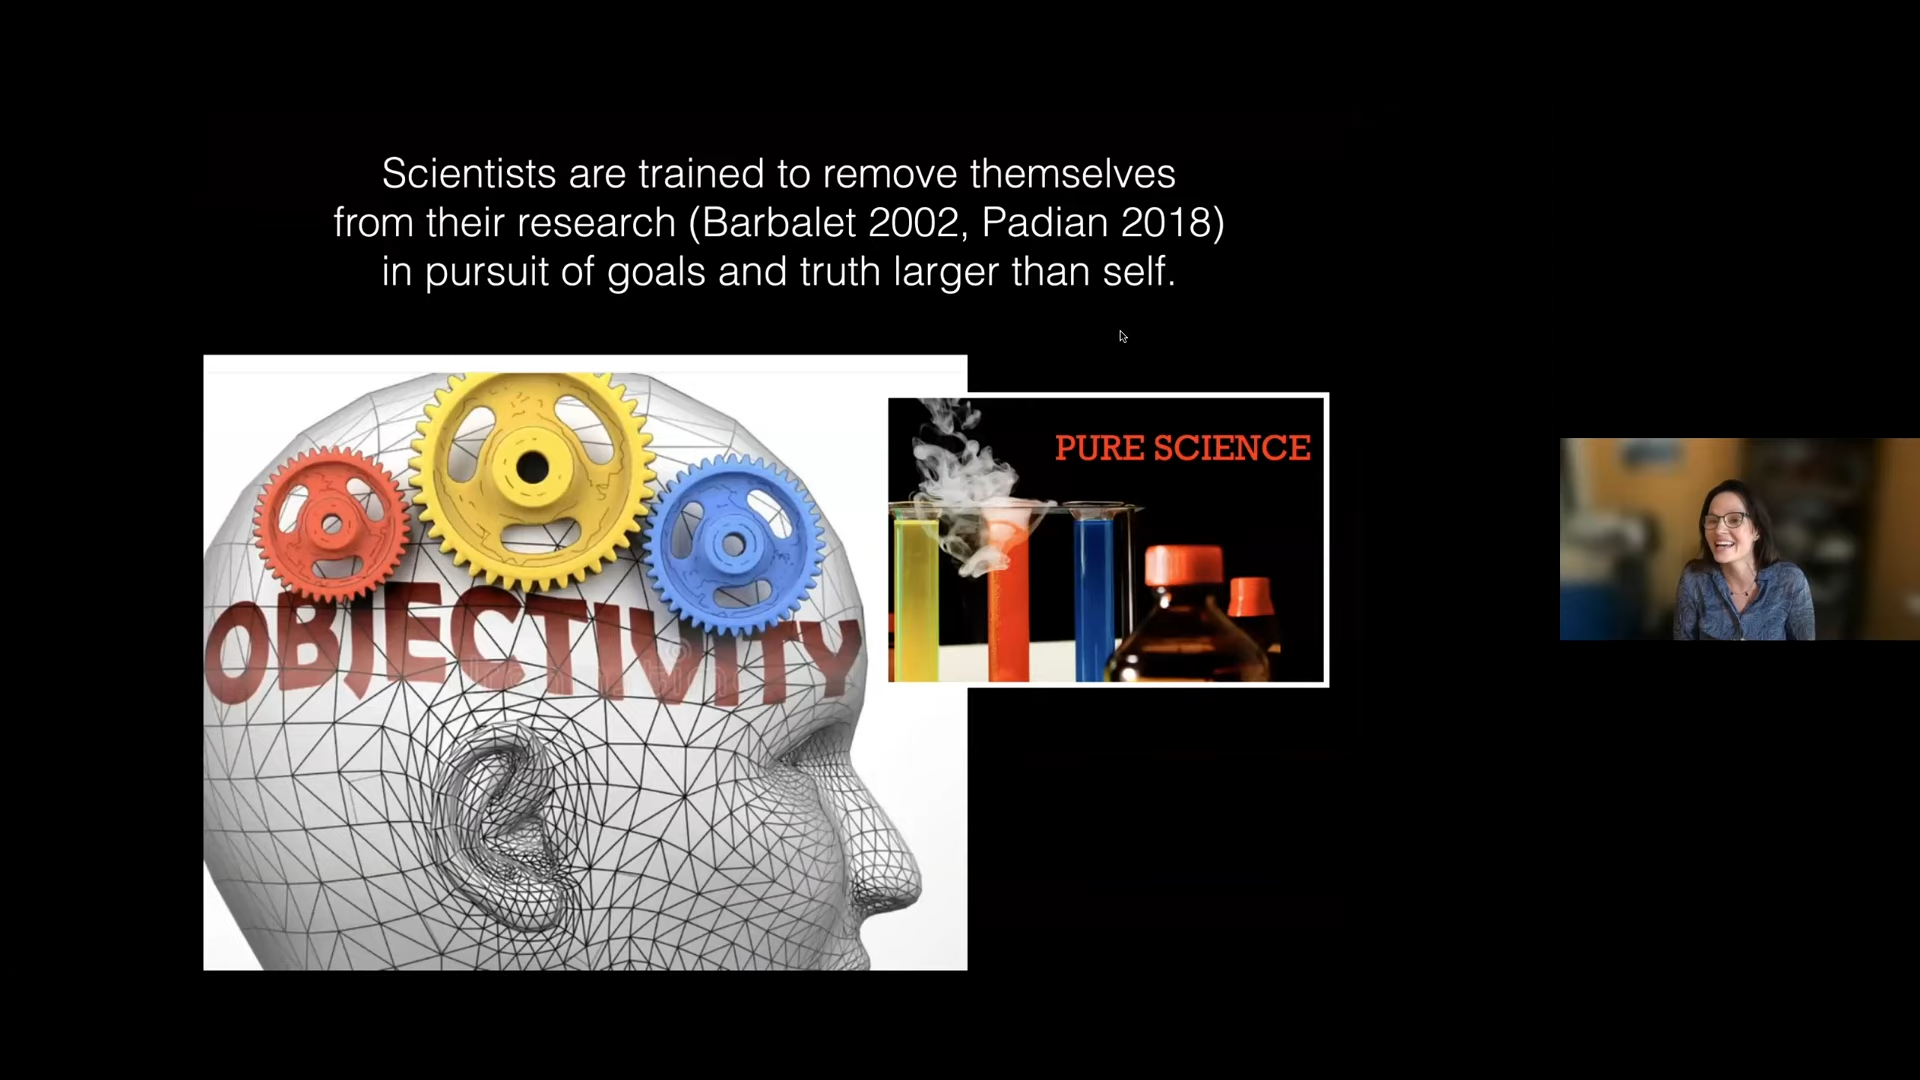 Scientists are trained to remove themselves
from their research (Barbalet 2002, Padian 2018)
in pursuit of goals and truth larger than self.
PURE SCIENCE
OBJECTIVITY